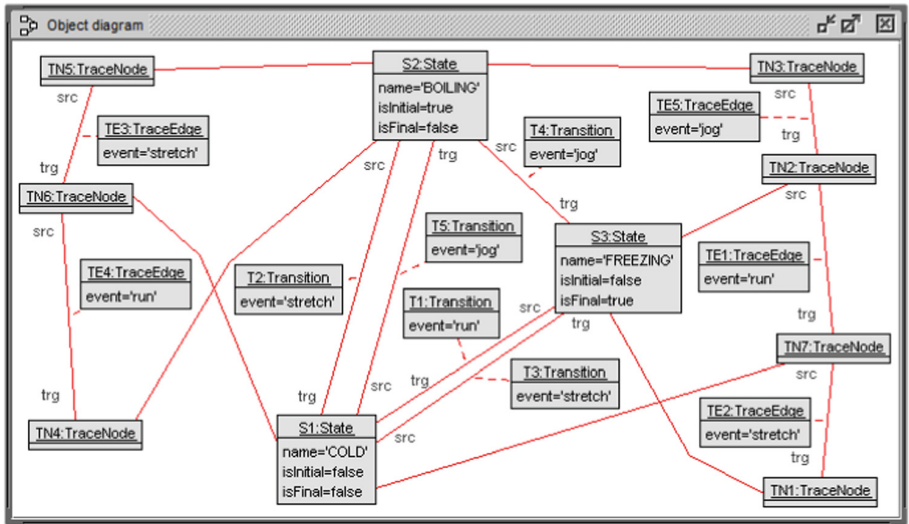 Object diagram
TN5:TraceNode
S2:State
name='BOILING'
isInitial=true
isFinal=false
TN3:TraceNode
src
src
TE3:TraceEdge
event='stretch'
TE5:TraceEdge
event='jog'
T4:Transition
event='jog'
src
trg
src
trg
trg
TN6:TraceNode
src
TN2:TraceNode
src
trg
T5:Transition
event='jog'
S3:State
name='FREEZING'
isInitial=false
isFinal=true
TE1:TraceEdge
event='run'
TE4:TraceEdge
event='run'
T2:Transition
event='stretch'
T1:Transition
event='run'
src
trg
trg
TN7:TraceNode
src
T3:Transition
event='stretch'
trg
trg
src
trg
TN4:TraceNode
S1:State
name='COLD'
isInitial=false
isFinal=false
src
TE2:TraceEdge
event='stretch'
trg
TN1:TraceNode